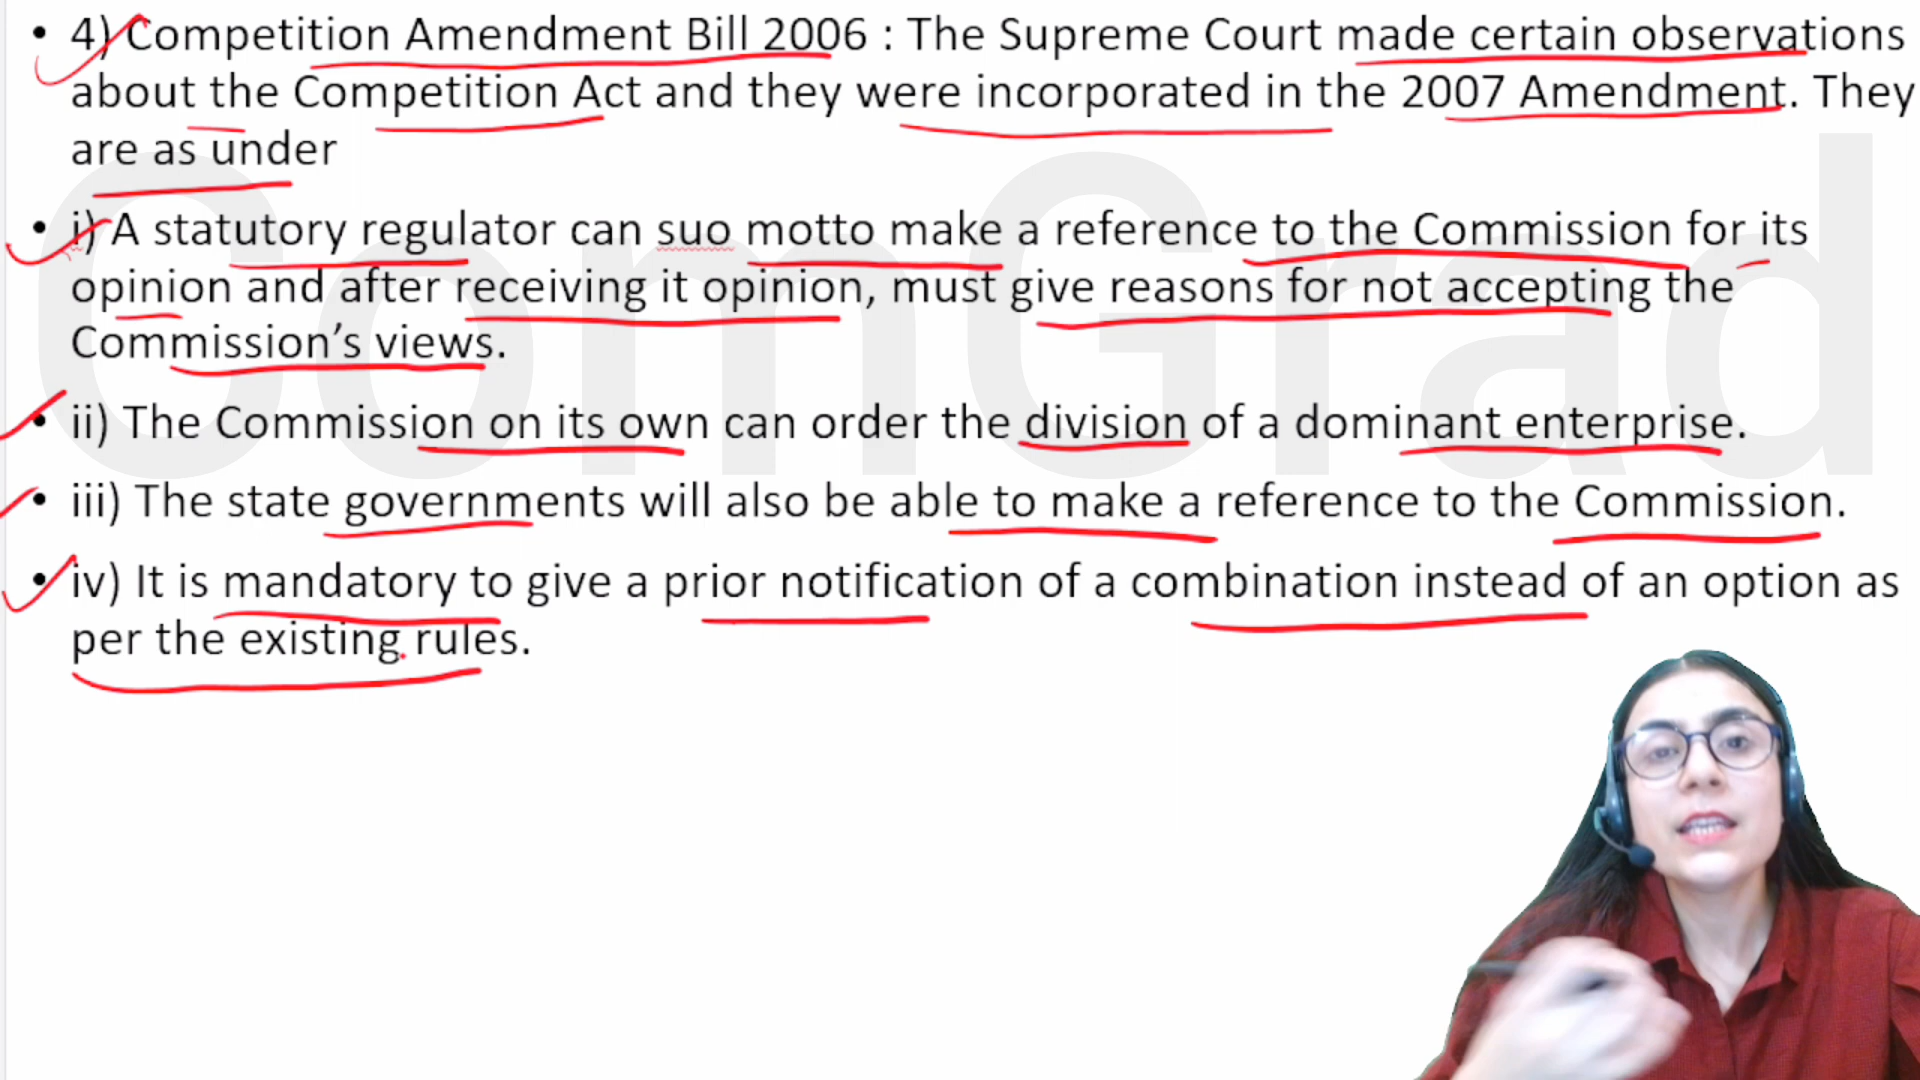 • 4) Competition Amendment Bill 2006 : The Supreme Court made certain observations
about the Competition Act and they were incorporated in the 2007 Amendment. They
are as under
• i) A statutory regulator can suo motto make a reference to the Commission for its
opinion and after receiving it opinion, must give reasons for not accepting the
Commission’s views.
• ii) The Commission on its own can order the division of a dominant enterprise.
• iii) The state governments will also be able to make a reference to the Commission.
• iv) It is mandatory to give a prior notification of a combination instead of an option as
per the existing rules.
ComGrad